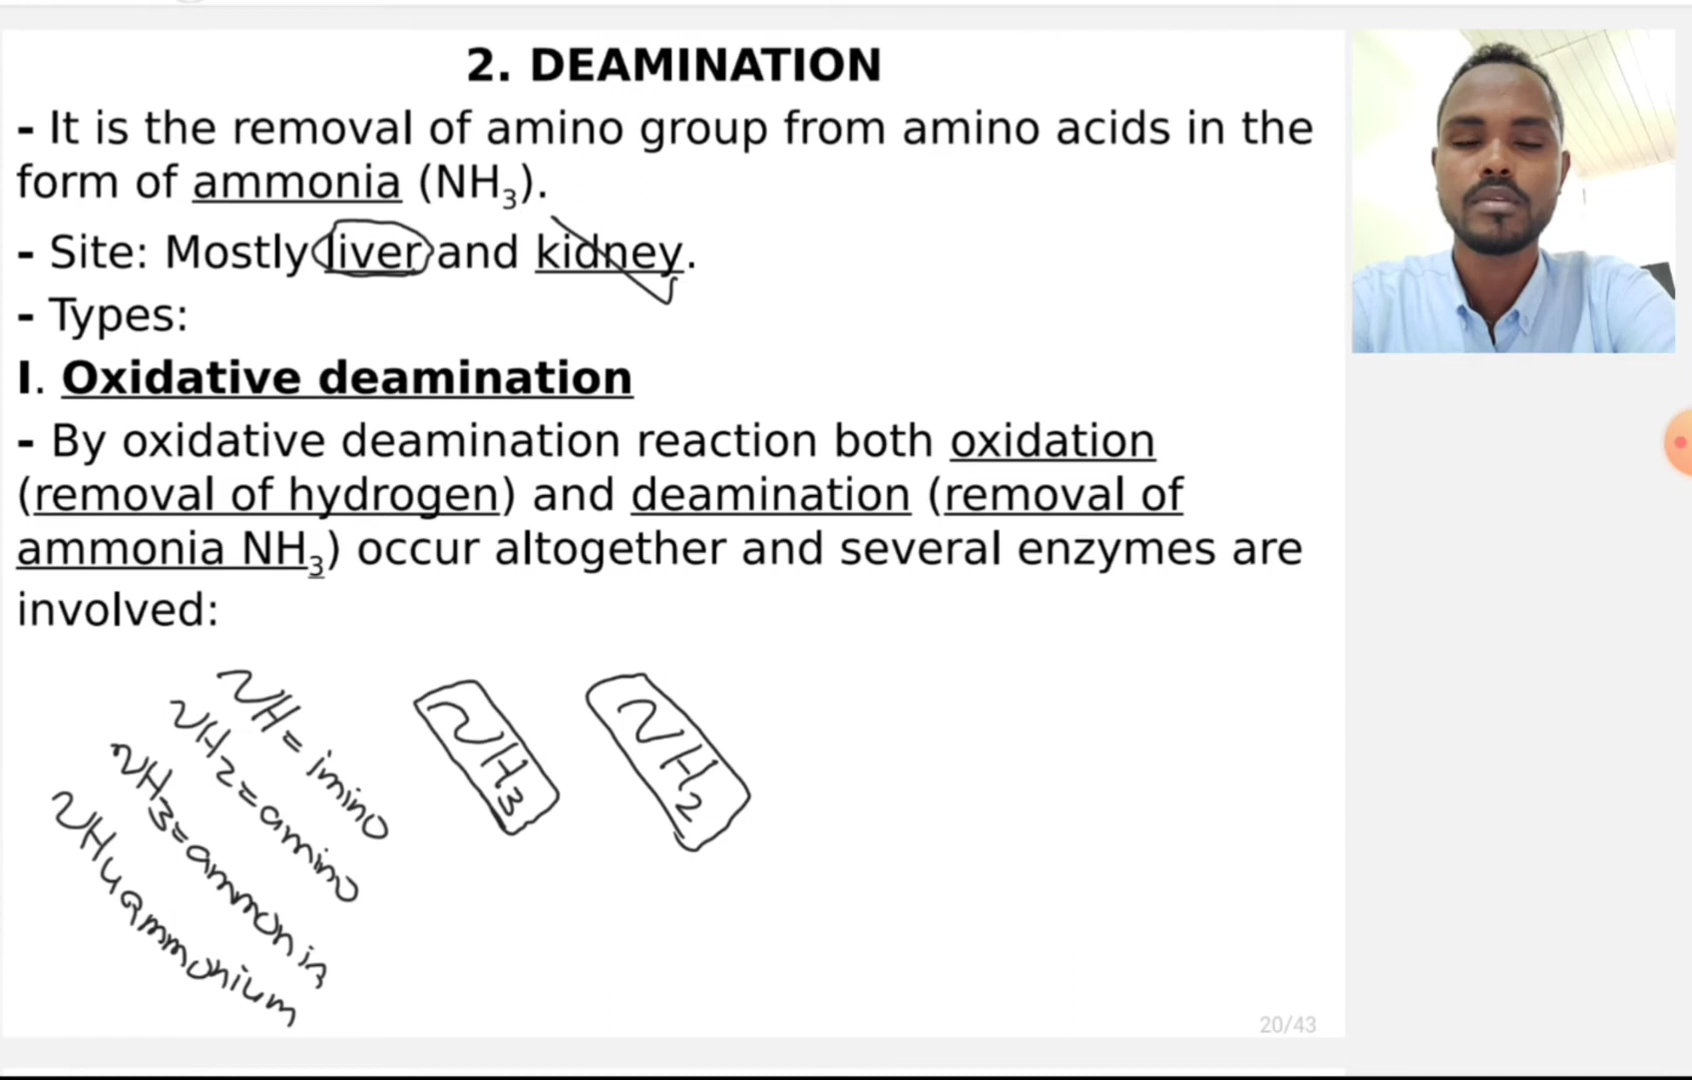 2. DEAMINATION
- It is the removal of amino group from amino acids in the
form of ammonia (NH₃).
- Site: Mostly liver and kidney.
- Types:
I. Oxidative deamination
- By oxidative deamination reaction both oxidation
(removal of hydrogen) and deamination (removal of
ammonia NH₃) occur altogether and several enzymes are
involved:
NH = imino
NH2 = amino
NH3 = ammonia
NH4 ammonium
NH3
NH2
20/43